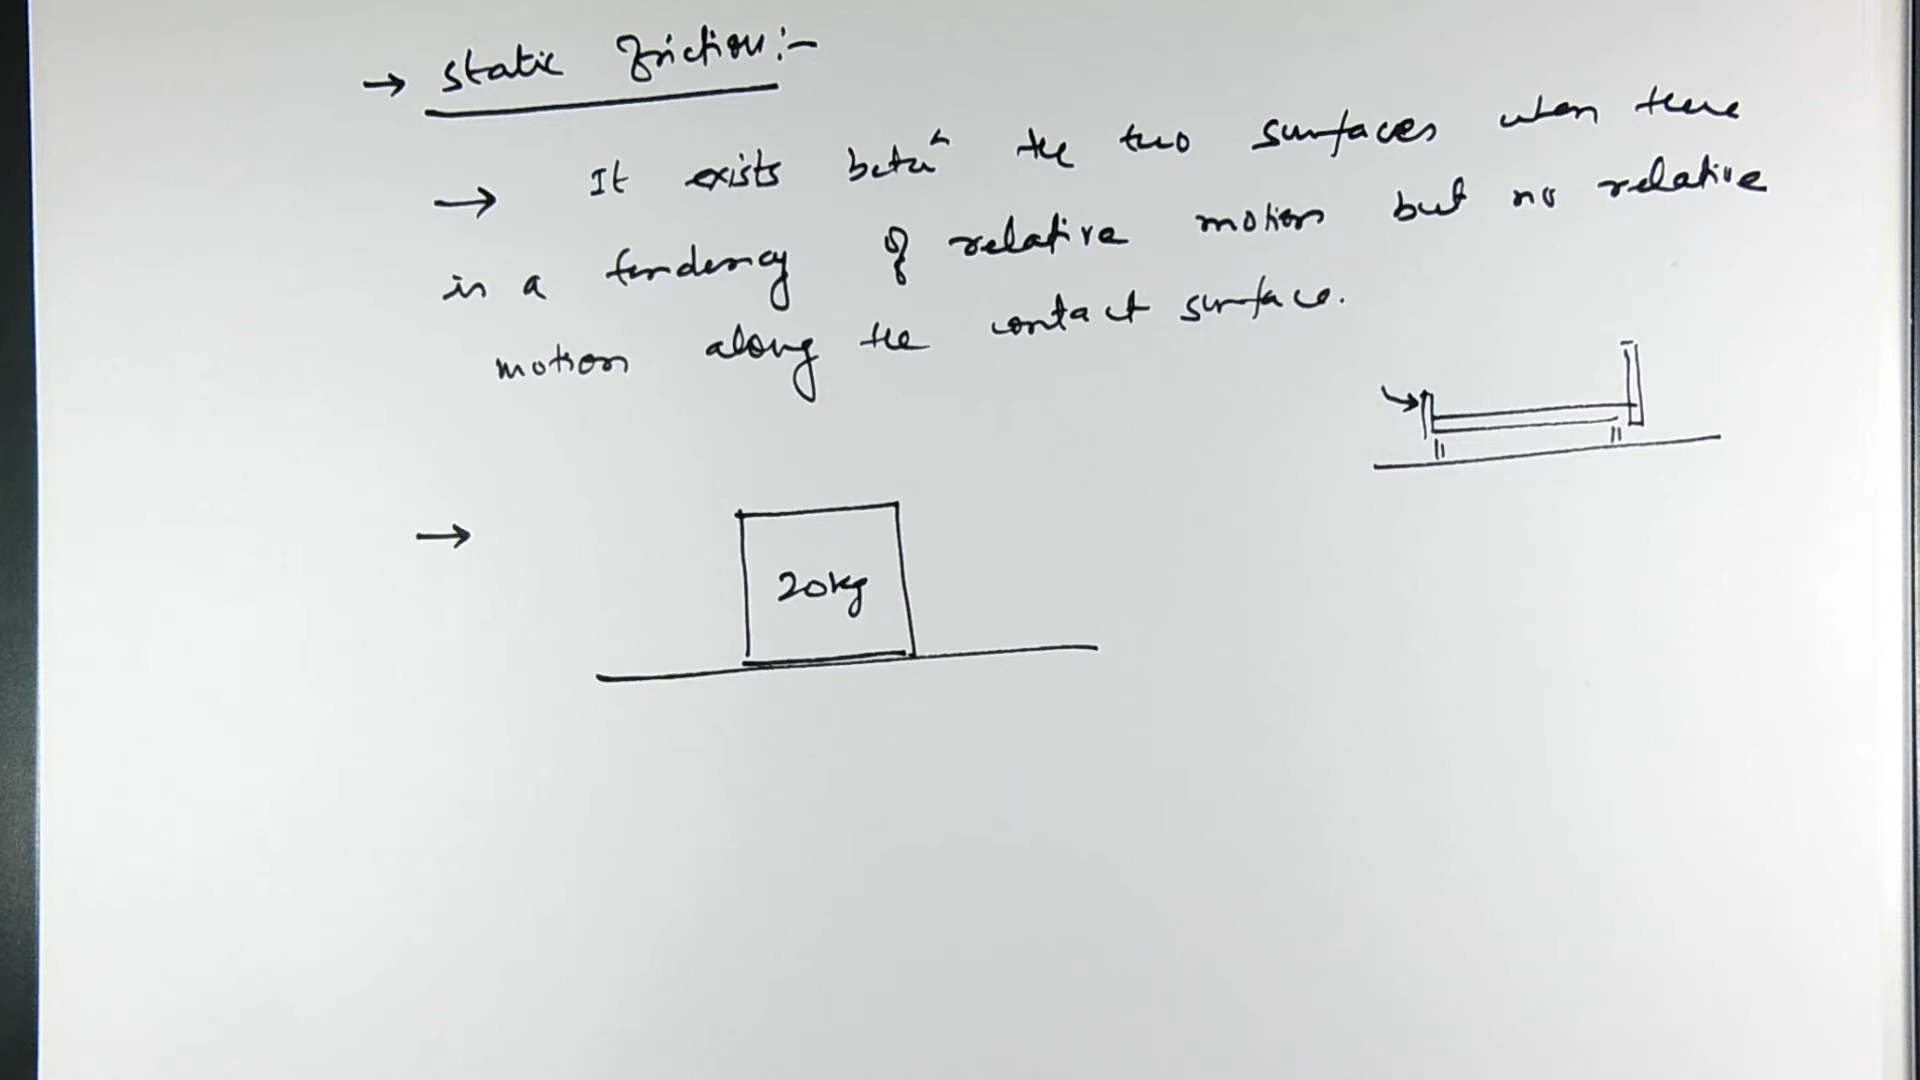 → static friction:-
→ It exists betwⁿ the two surfaces when there
is a tendency of relative motion but no relative
motion along the contact surface.
→
20kg